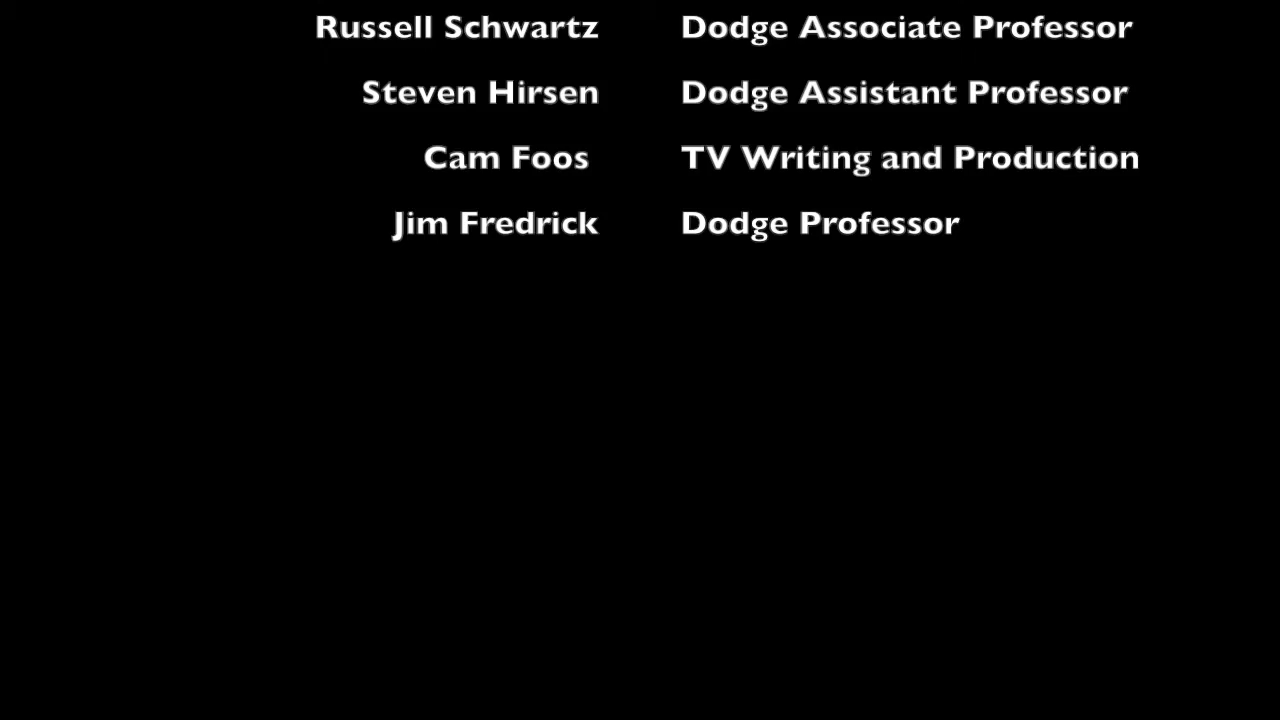 Russell Schwartz Dodge Associate Professor
Steven Hirsen Dodge Assistant Professor
Cam Foos TV Writing and Production
Jim Fredrick Dodge Professor